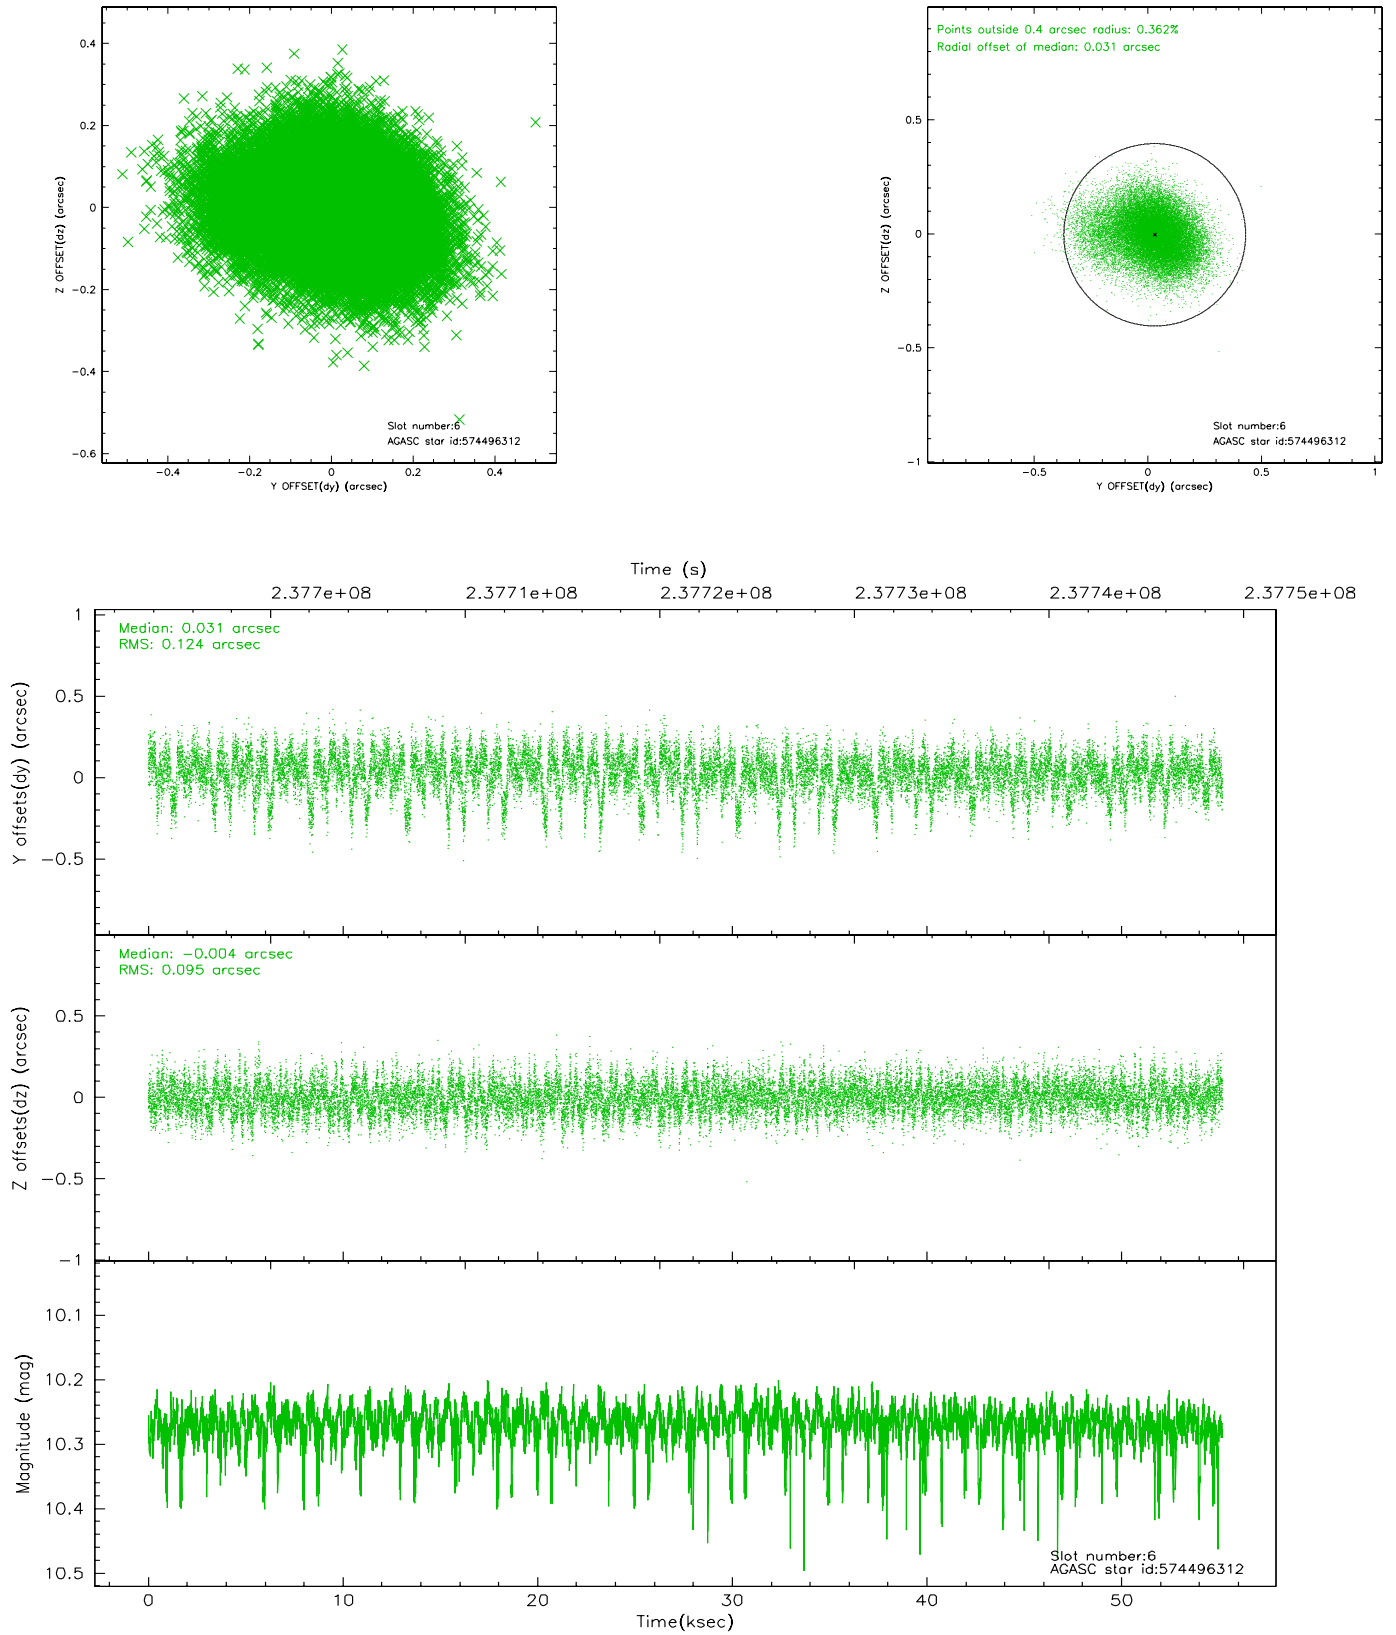 0.4
0.2
0
−0.2
−0.4
−0.6
Z OFFSET(dz) (arcsec)
Slot number:6
AGASC star id:574496312
−0.4 −0.2 0 0.2 0.4
Y OFFSET(dy) (arcsec)
Points outside 0.4 arcsec radius: 0.362%
Radial offset of median: 0.031 arcsec
0.5
0
−0.5
−1
Z OFFSET(dz) (arcsec)
Slot number:6
AGASC star id:574496312
−0.5 0 0.5 1
Y OFFSET(dy) (arcsec)
Time (s)
2.377e+08 2.3771e+08 2.3772e+08 2.3773e+08 2.3774e+08 2.3775e+08
Median: 0.031 arcsec
RMS: 0.124 arcsec
1
0.5
0
−0.5
Y offsets(dy) (arcsec)
Median: −0.004 arcsec
RMS: 0.095 arcsec
0.5
0
−0.5
−1
Z offsets(dz) (arcsec)
10.1
10.2
10.3
10.4
10.5
Magnitude (mag)
Slot number:6
AGASC star id:574496312
0 10 20 30 40 50
Time(ksec)